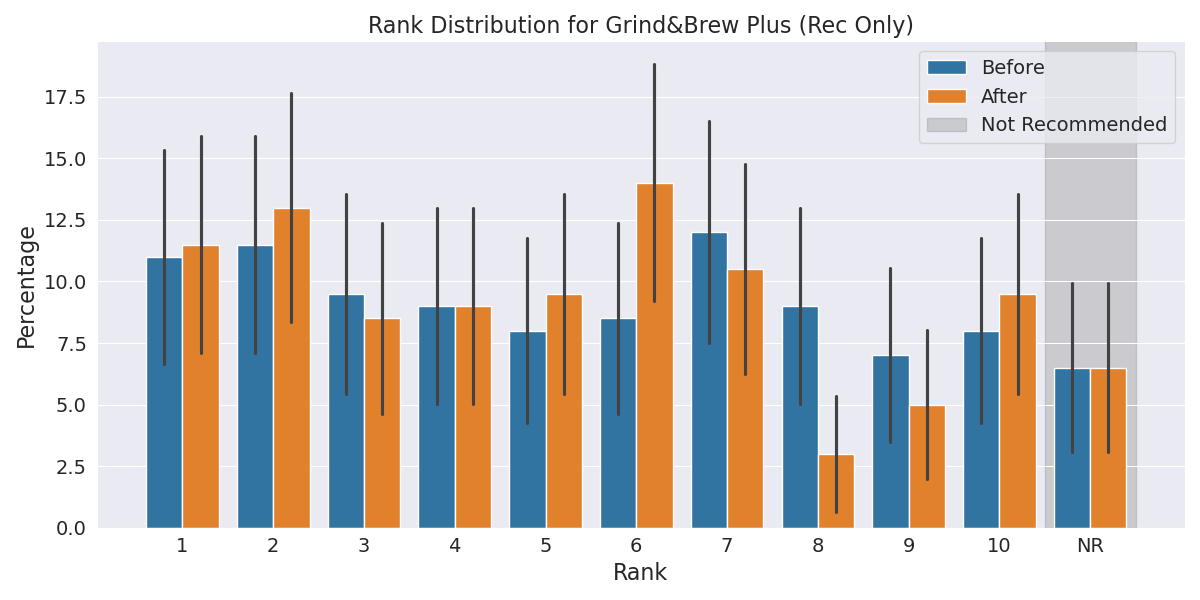 Rank Distribution for Grind&Brew Plus (Rec Only)
Before
After
Not Recommended
Percentage
17.5
15.0
12.5
10.0
7.5
5.0
2.5
0.0
1 2 3 4 5 6 7 8 9 10 NR
Rank